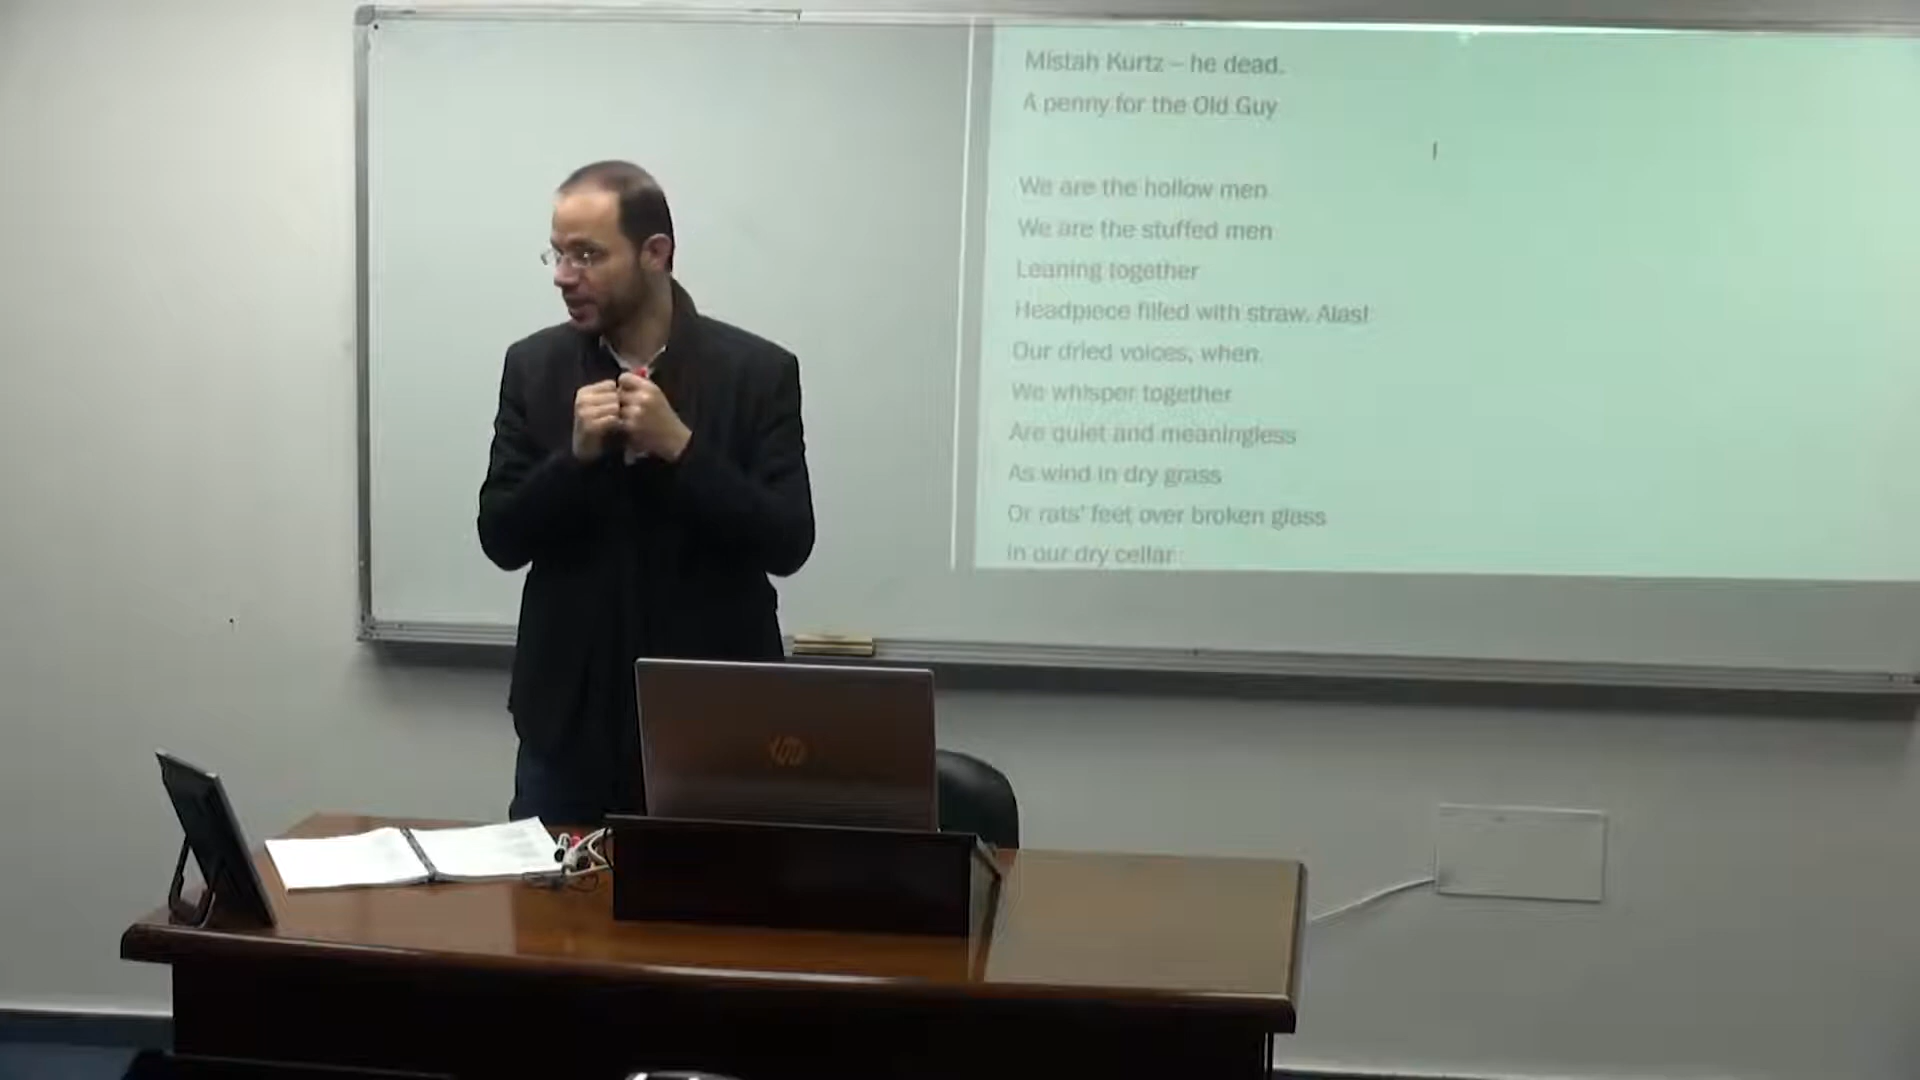 Mistah Kurtz – he dead.
A penny for the Old Guy
I
We are the hollow men
We are the stuffed men
Leaning together
Headpiece filled with straw. Alas!
Our dried voices, when
We whisper together
Are quiet and meaningless
As wind in dry grass
Or rats' feet over broken glass
In our dry cellar
hp